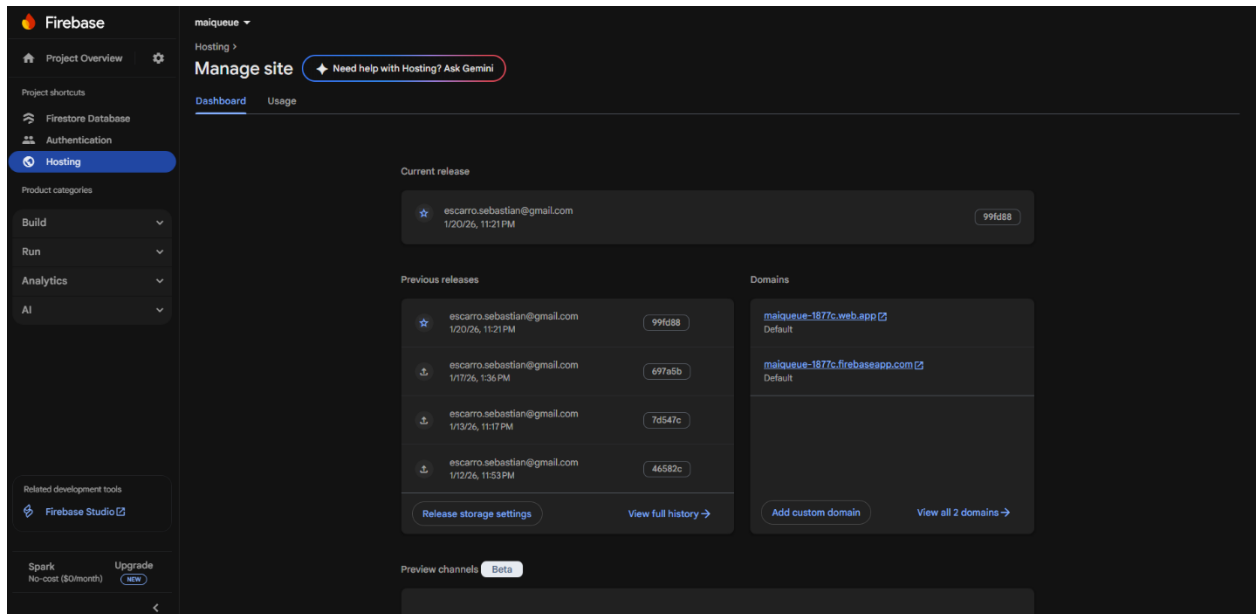 Firebase
Project Overview
Project shortcuts
Firestore Database
Authentication
Hosting
Product categories
Build
Run
Analytics
AI
Related development tools
Firebase Studio
Spark
No-cost ($0/month)
Upgrade
NEW
maiqueue
Hosting >
Manage site
Need help with Hosting? Ask Gemini
Dashboard
Usage
Current release
escarro.sebastian@gmail.com
1/20/26, 11:21 PM
99fd88
Previous releases
escarro.sebastian@gmail.com
1/20/26, 11:21 PM
99fd88
escarro.sebastian@gmail.com
1/17/26, 1:36 PM
697a5b
escarro.sebastian@gmail.com
1/13/26, 11:17 PM
7d547c
escarro.sebastian@gmail.com
1/12/26, 11:53 PM
46582c
Release storage settings
View full history
Domains
maiqueue-1877c.web.app
Default
maiqueue-1877c.firebaseapp.com
Default
Add custom domain
View all 2 domains
Preview channels
Beta